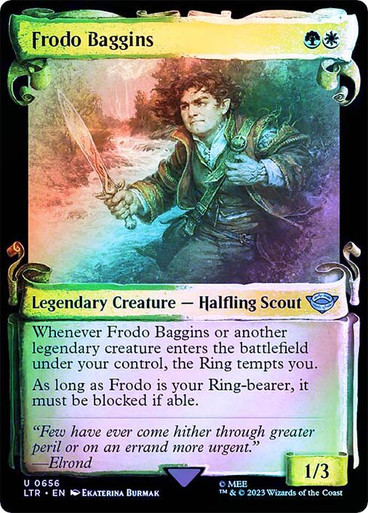 Frodo Baggins
Legendary Creature — Halfling Scout
Whenever Frodo Baggins or another
legendary creature enters the battlefield
under your control, the Ring tempts you.
As long as Frodo is your Ring-bearer, it
must be blocked if able.
“Few have ever come hither through greater
peril or on an errand more urgent.”
—Elrond
1/3
U 0656
LTR • EN Ekaterina Burmak
© MEE
™ & © 2023 Wizards of the Coast